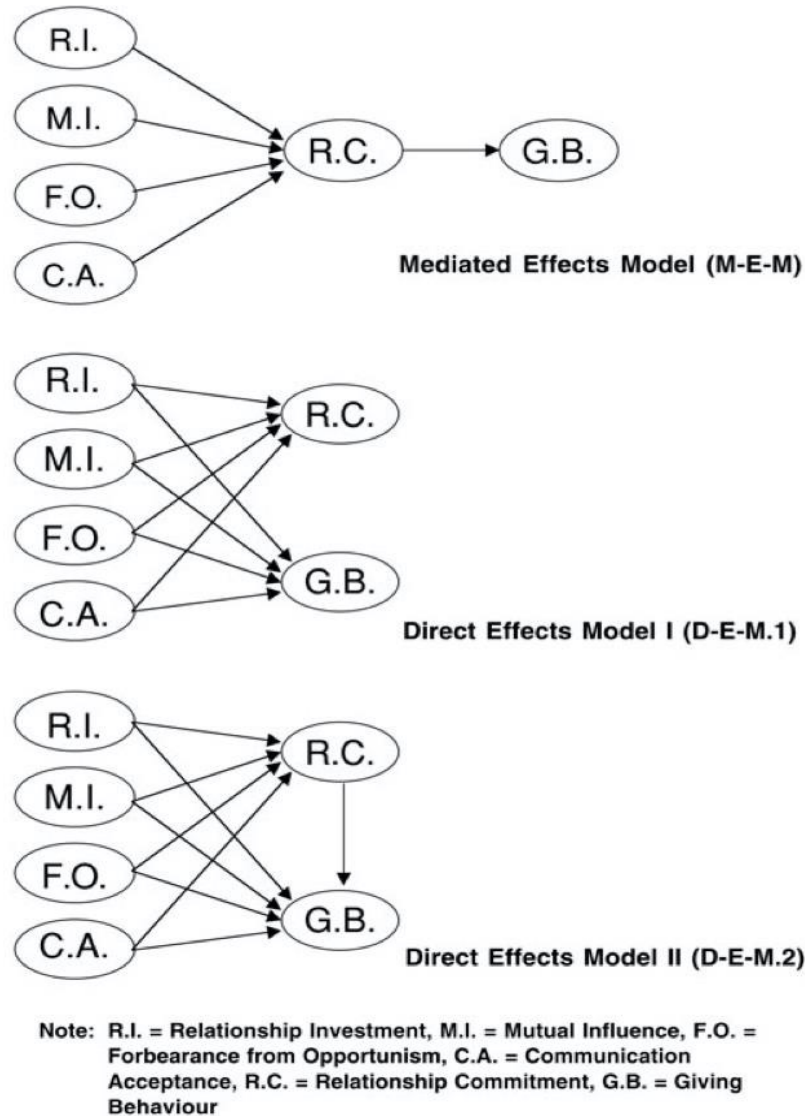 R.I.
M.I.
F.O.
C.A.
R.C.
G.B.
Mediated Effects Model (M-E-M)
R.I.
M.I.
F.O.
C.A.
R.C.
G.B.
Direct Effects Model I (D-E-M.1)
R.I.
M.I.
F.O.
C.A.
R.C.
G.B.
Direct Effects Model II (D-E-M.2)
Note: R.I. = Relationship Investment, M.I. = Mutual Influence, F.O. =
Forbearance from Opportunism, C.A. = Communication
Acceptance, R.C. = Relationship Commitment, G.B. = Giving
Behaviour